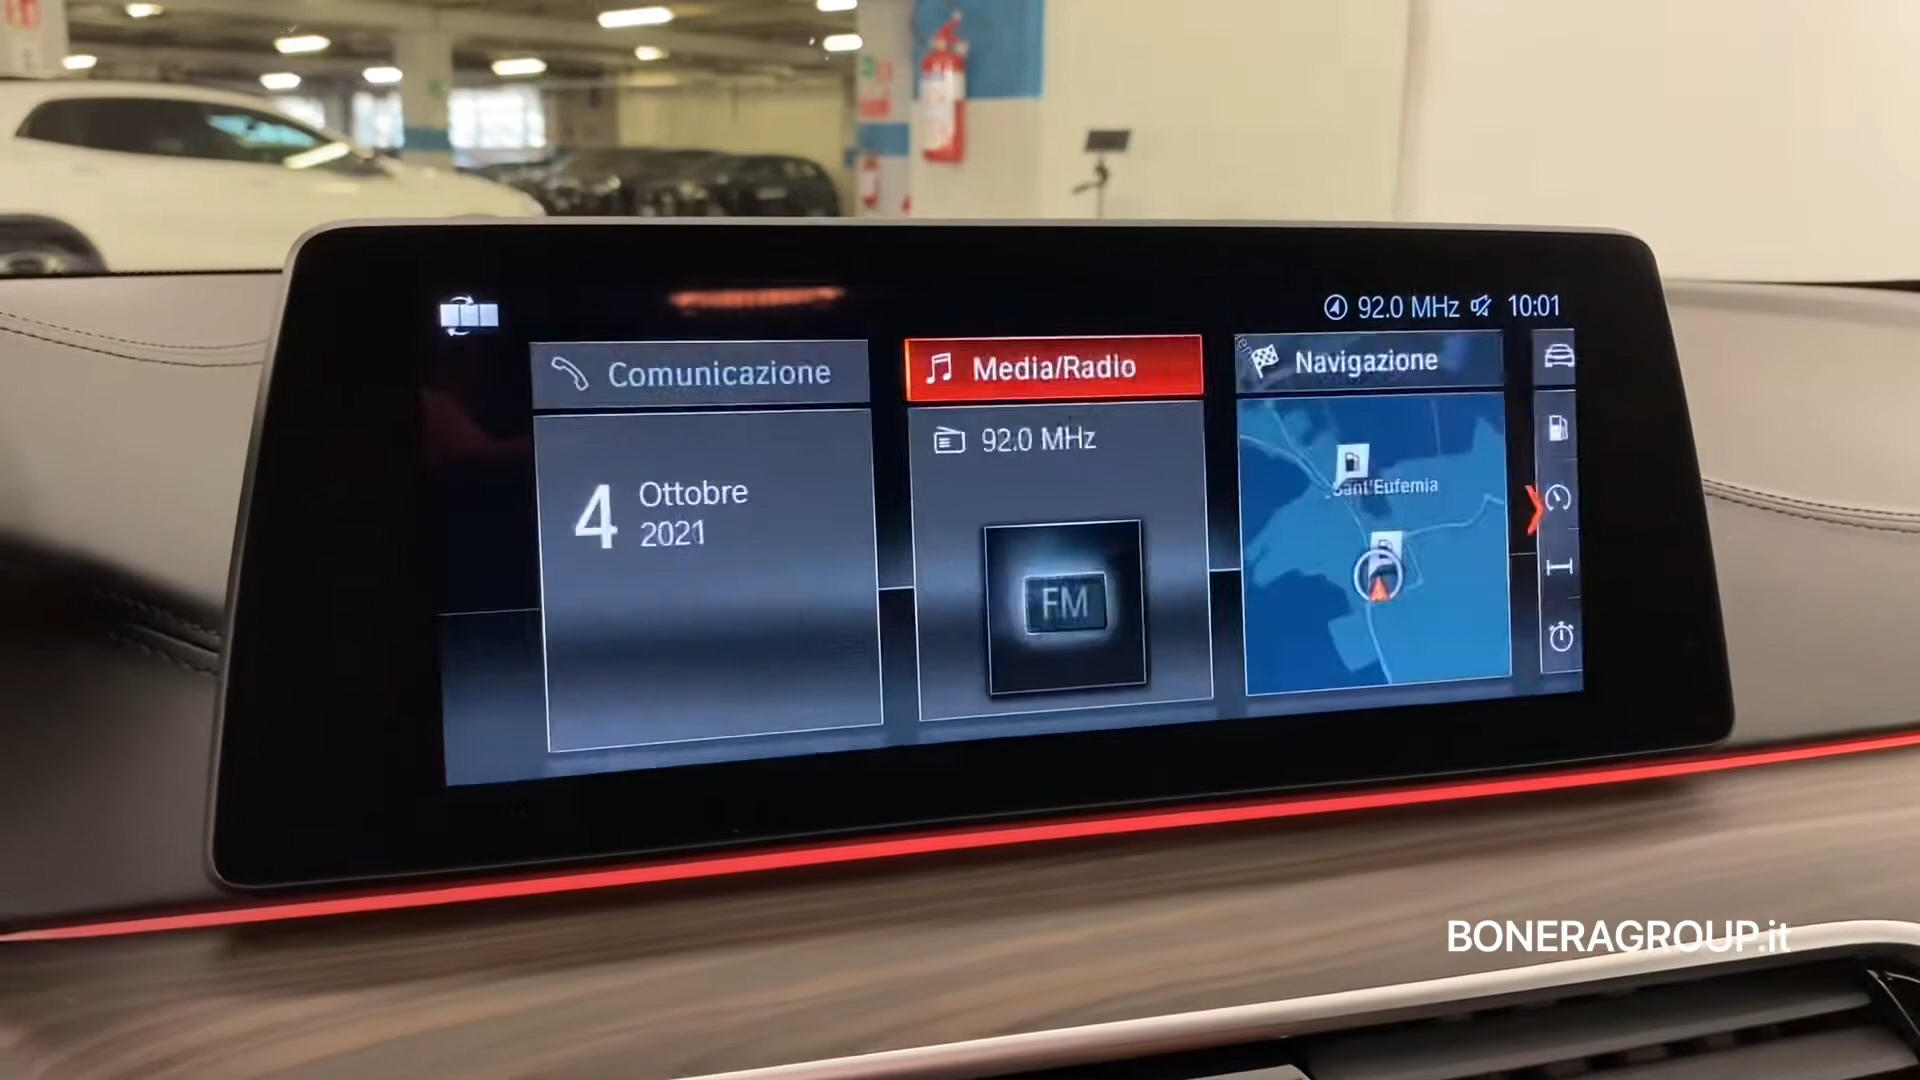 92.0 MHz 10:01
Comunicazione
Media/Radio
Navigazione
92.0 MHz
4 Ottobre
2021
Sant'Eufemia
FM
BONERAGROUP.it